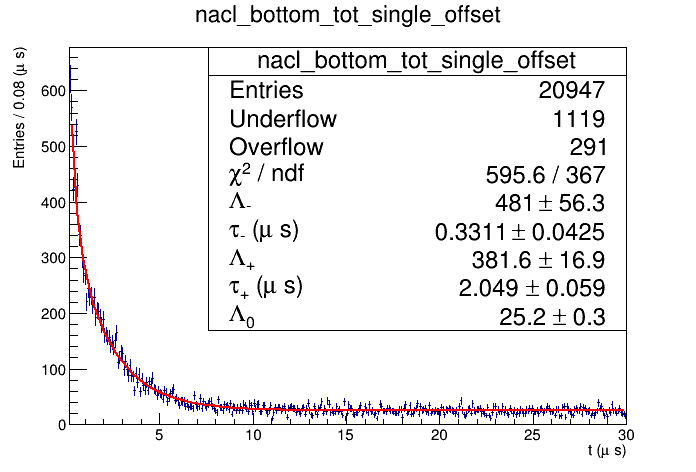 nacl_bottom_tot_single_offset
Entries / 0.08 (μ s)
nacl_bottom_tot_single_offset
Entries 20947
Underflow 1119
Overflow 291
χ² / ndf 595.6 / 367
Λ₋ 481 ± 56.3
τ₋ (μ s) 0.3311 ± 0.0425
Λ₊ 381.6 ± 16.9
τ₊ (μ s) 2.049 ± 0.059
Λ₀ 25.2 ± 0.3
600
500
400
300
200
100
0
5 10 15 20 25 30
t (μ s)